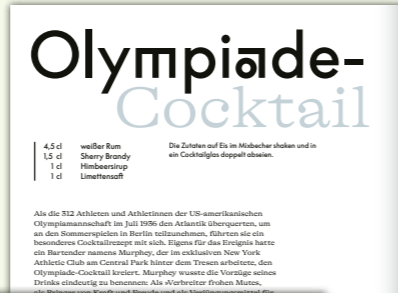 Olympiade-
Cocktail
4,5 cl weißer Rum
1,5 cl Sherry Brandy
1 cl Himbeersirup
1 cl Limettensaft
Die Zutaten auf Eis im Mixbecher shaken und in
ein Cocktailglas doppelt abseien.
Als die 312 Athleten und Athletinnen der US-amerikanischen
Olympiamannschaft im Juli 1936 den Atlantik überquerten, um
an den Sommerspielen in Berlin teilzunehmen, führten sie ein
besonderes Cocktailrezept mit sich. Eigens für das Ereignis hatte
ein Bartender namens Murphey, der im exklusiven New York
Athletic Club am Central Park hinter dem Tresen arbeitete, den
Olympiade-Cocktail kreiert. Murphey wusste die Vorzüge seines
Drinks eindeutig zu benennen: Als »Verbreiter frohen Mutes,